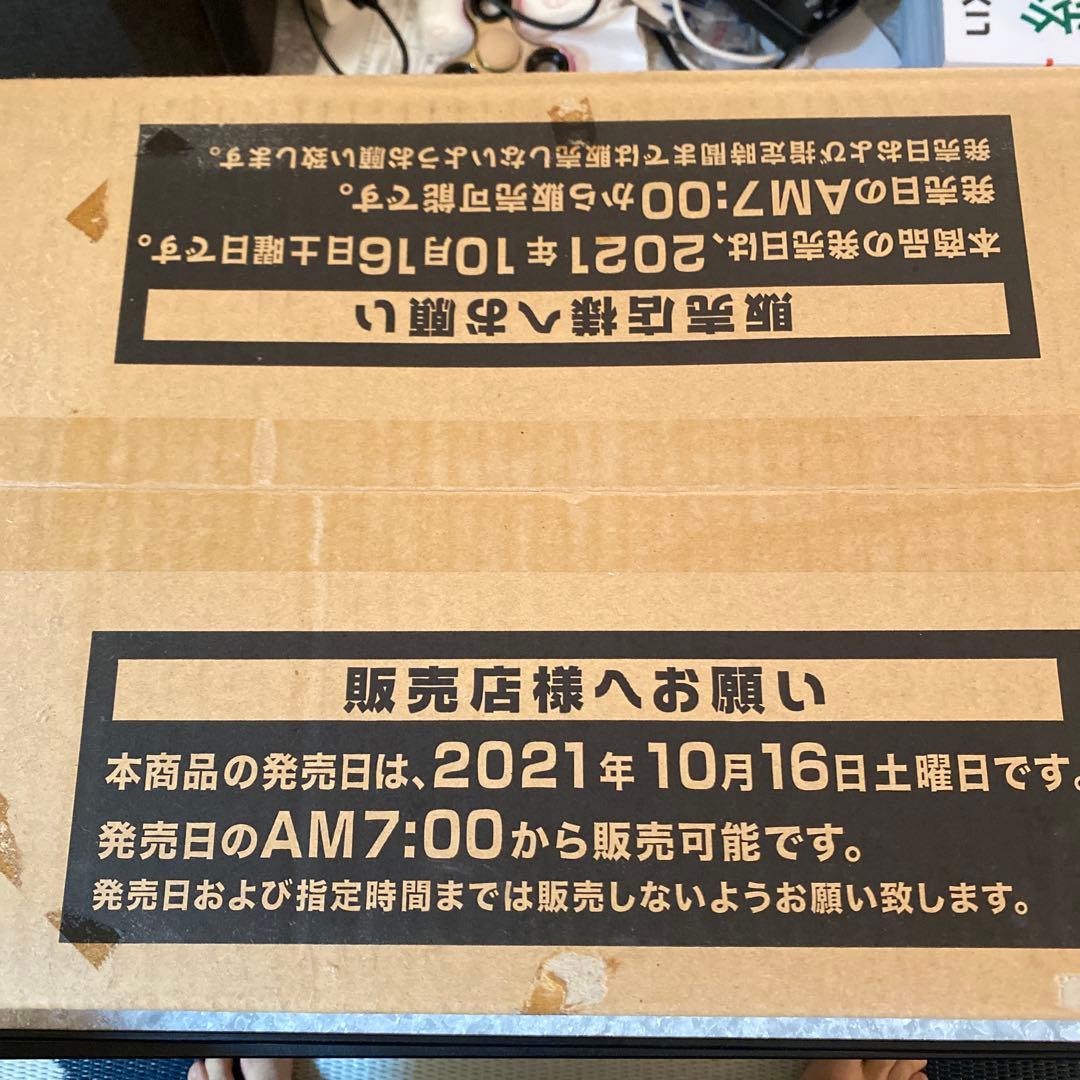 販売店様へお願い
本商品の発売日は、2021年10月16日土曜日です。
発売日のAM7:00から販売可能です。
発売日および指定時間までは販売しないようお願い致します。
販売店様へお願い
本商品の発売日は、2021年10月16日土曜日です。
発売日のAM7:00から販売可能です。
発売日および指定時間までは販売しないようお願い致します。